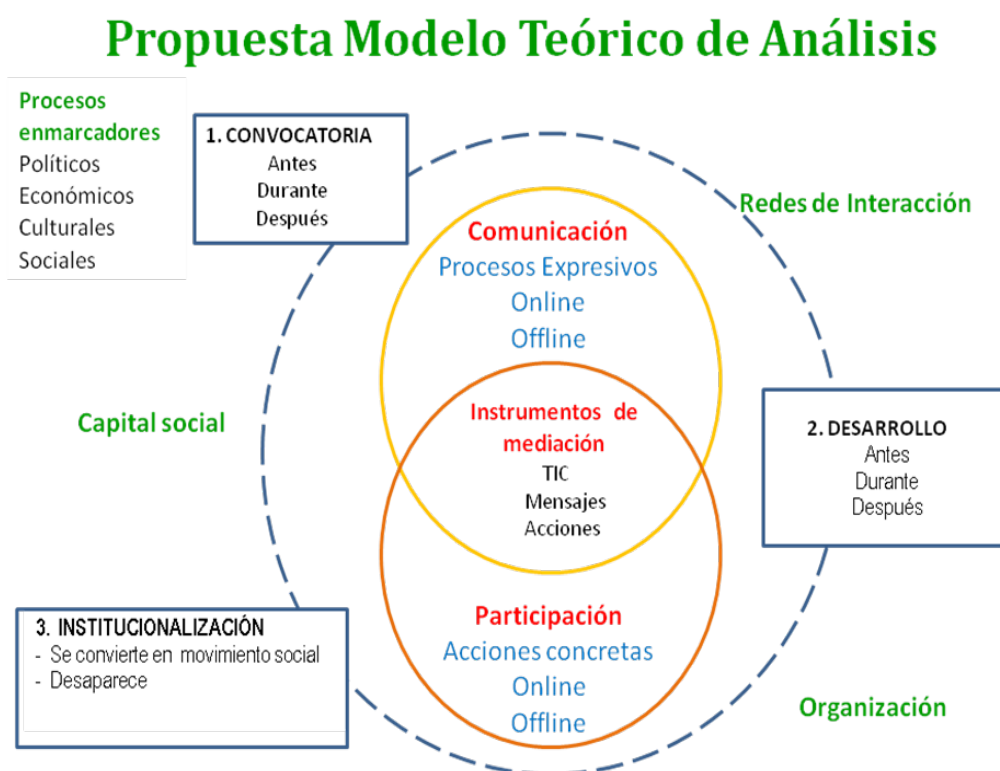 Propuesta Modelo Teórico de Análisis
Procesos
enmarcadores
Políticos
Económicos
Culturales
Sociales
1. CONVOCATORIA
Antes
Durante
Después
Redes de Interacción
Comunicación
Procesos Expresivos
Online
Offline
Capital social
Instrumentos de
mediación
TIC
Mensajes
Acciones
2. DESARROLLO
Antes
Durante
Después
3. INSTITUCIONALIZACIÓN
- Se convierte en movimiento social
- Desaparece
Participación
Acciones concretas
Online
Offline
Organización